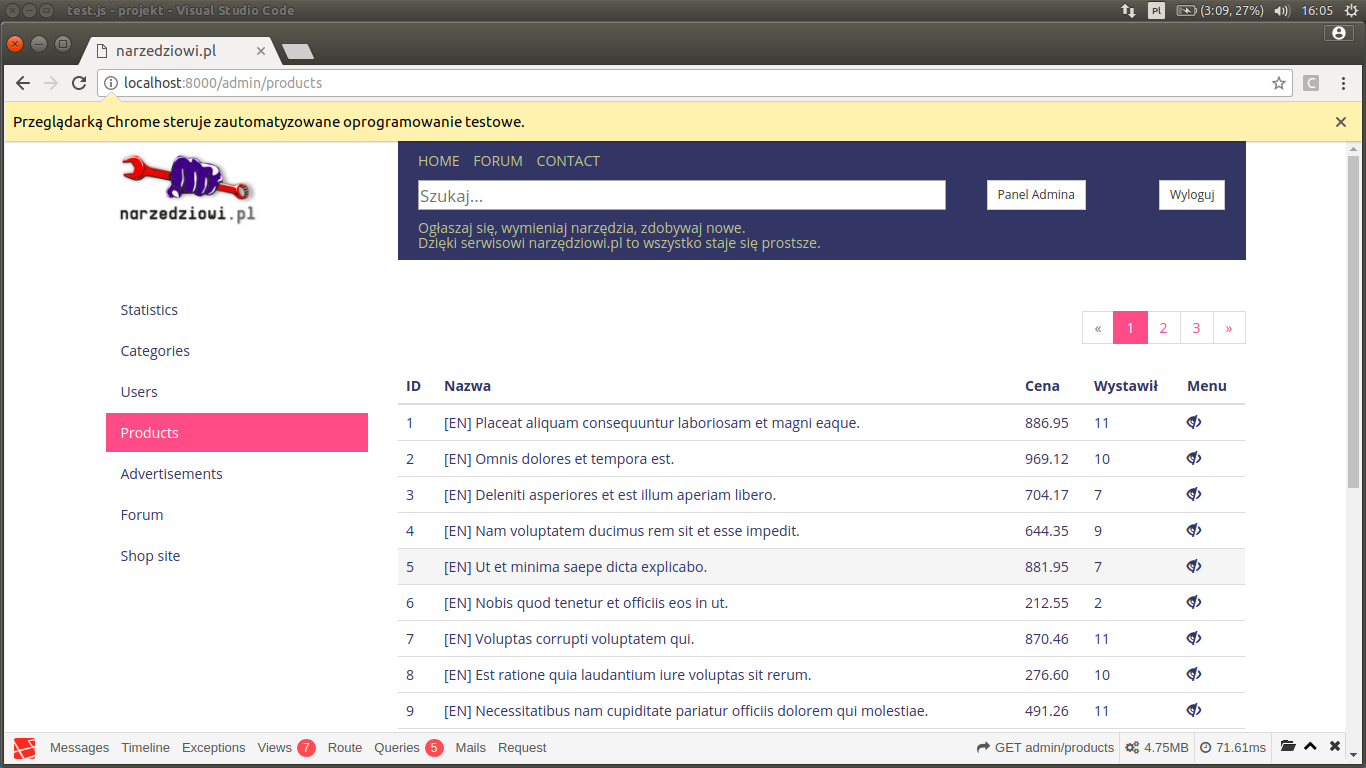 test.js - projekt - Visual Studio Code
Pl
(3:09, 27%)
16:05
narzedziowi.pl
localhost:8000/admin/products
C
Przeglądarką Chrome steruje zautomatyzowane oprogramowanie testowe.
narzedziowi.pl
HOME FORUM CONTACT
Szukaj...
Panel Admina
Wyloguj
Ogłaszaj się, wymieniaj narzędzia, zdobywaj nowe.
Dzięki serwisowi narzędziowi.pl to wszystko staje się prostsze.
Statistics
Categories
Users
Products
Advertisements
Forum
Shop site
« 1 2 3 »
ID Nazwa Cena Wystawił Menu
1 [EN] Placeat aliquam consequuntur laboriosam et magni eaque. 886.95 11
2 [EN] Omnis dolores et tempora est. 969.12 10
3 [EN] Deleniti asperiores et est illum aperiam libero. 704.17 7
4 [EN] Nam voluptatem ducimus rem sit et esse impedit. 644.35 9
5 [EN] Ut et minima saepe dicta explicabo. 881.95 7
6 [EN] Nobis quod tenetur et officiis eos in ut. 212.55 2
7 [EN] Voluptas corrupti voluptatem qui. 870.46 11
8 [EN] Est ratione quia laudantium iure voluptas sit rerum. 276.60 10
9 [EN] Necessitatibus nam cupiditate pariatur officiis dolorem qui molestiae. 491.26 11
Messages Timeline Exceptions Views 7 Route Queries 5 Mails Request GET admin/products 4.75MB 71.61ms